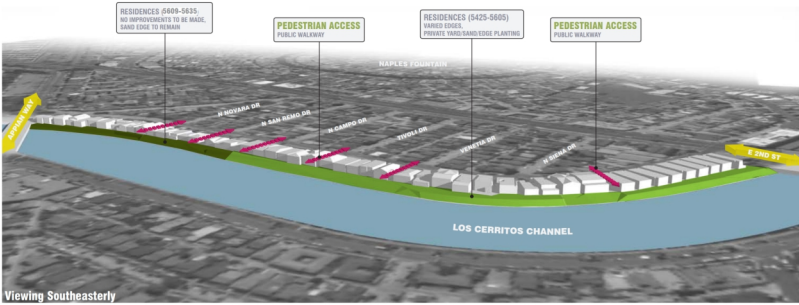 RESIDENCES (5609-5635)
NO IMPROVEMENTS TO BE MADE,
SAND EDGE TO REMAIN
PEDESTRIAN ACCESS
PUBLIC WALKWAY
RESIDENCES (5425-5605)
VARIED EDGES,
PRIVATE YARD/SAND/EDGE PLANTING
PEDESTRIAN ACCESS
PUBLIC WALKWAY
NAPLES FOUNTAIN
APPIAN WAY
N NOVARA DR
N SAN REMO DR
N CAMPO DR
TIVOLI DR
VENETIA DR
N SIENA DR
E 2ND ST
LOS CERRITOS CHANNEL
Viewing Southeasterly